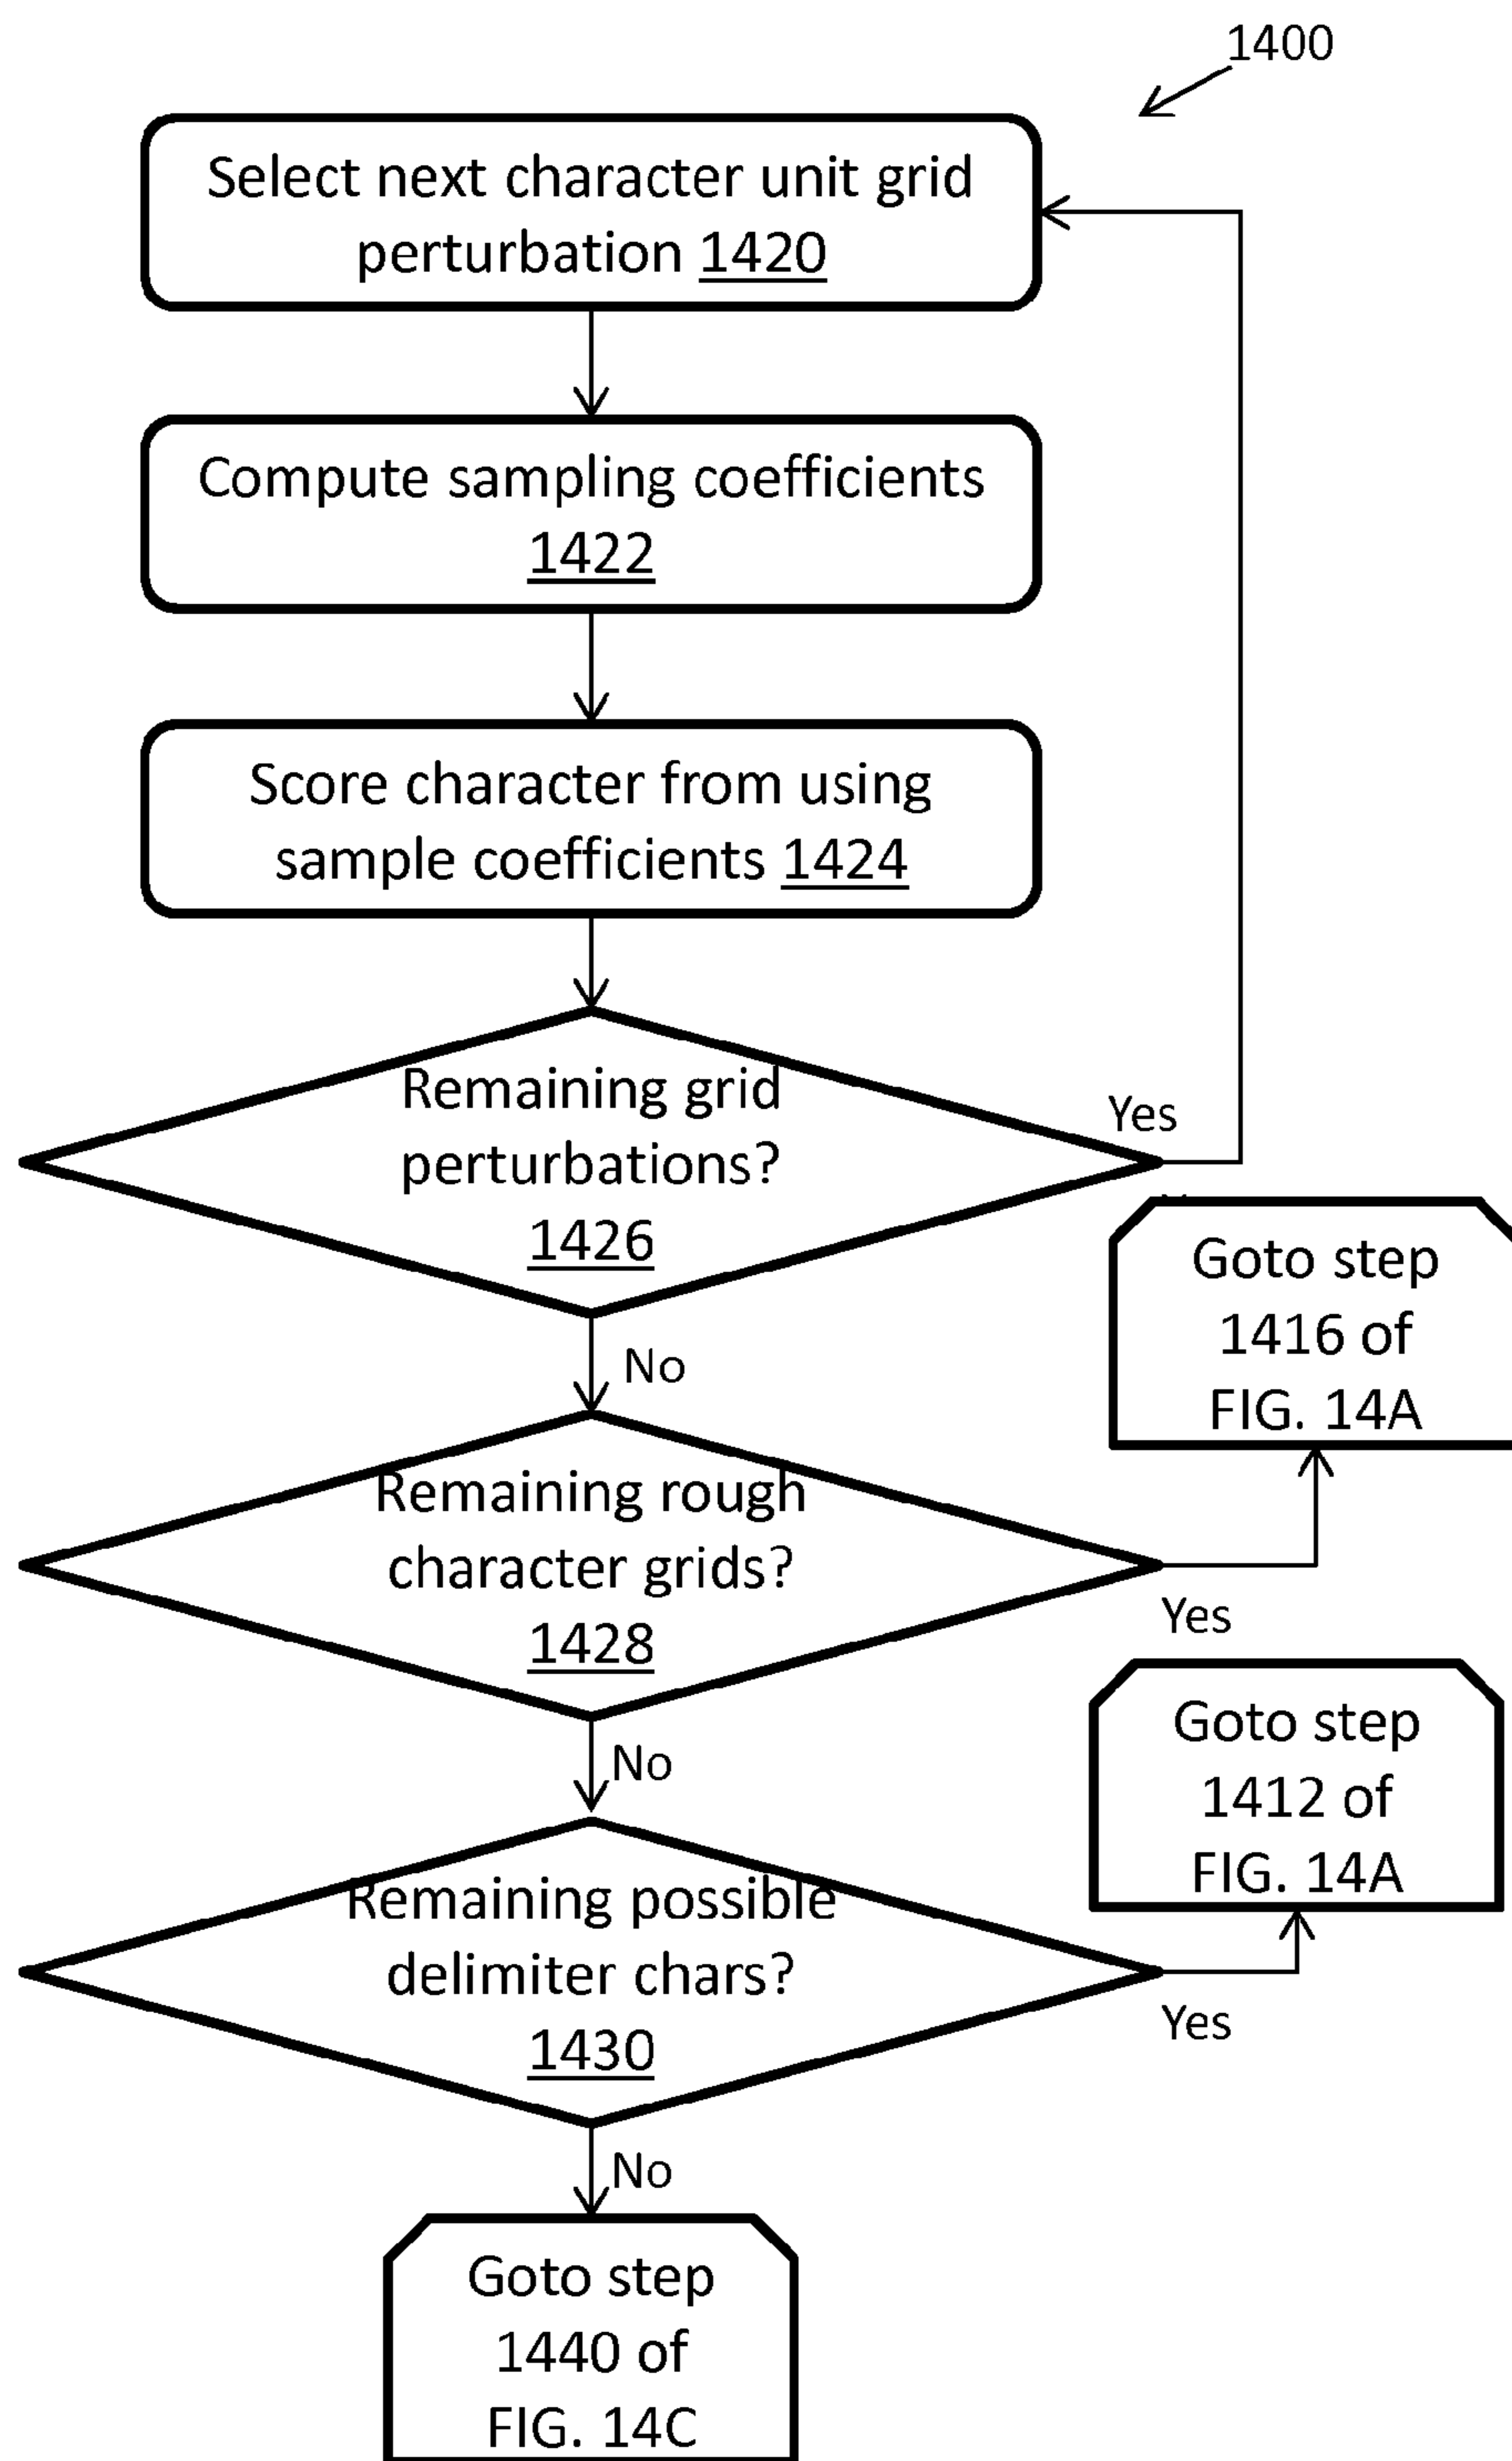 1400
Select next character unit grid
perturbation 1420
Compute sampling coefficients
1422
Score character from using
sample coefficients 1424
Remaining grid
perturbations?
1426
Yes
No
Goto step
1416 of
FIG. 14A
Remaining rough
character grids?
1428
Yes
No
Goto step
1412 of
FIG. 14A
Remaining possible
delimiter chars?
1430
Yes
No
Goto step
1440 of
FIG. 14C